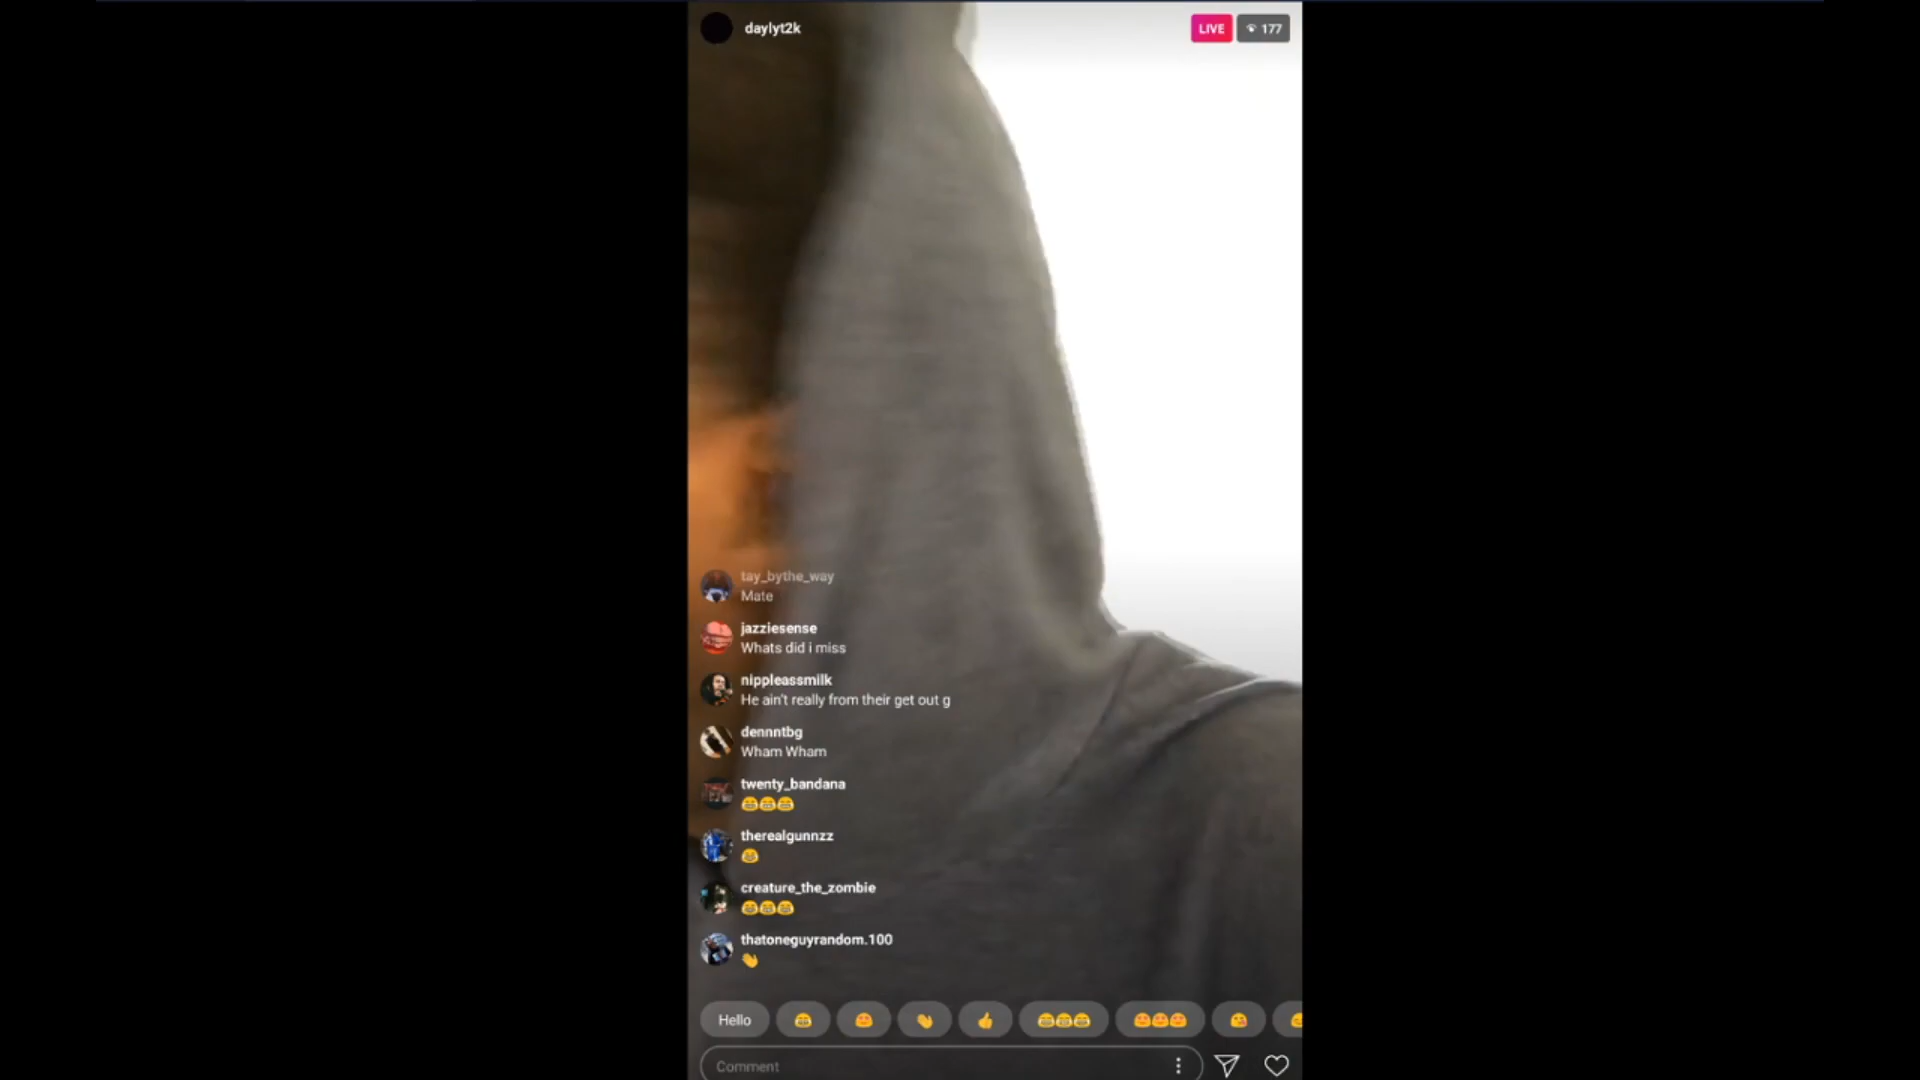 daylyt2k
LIVE 177
tay_bythe_way
Mate
jazziesense
Whats did i miss
nippleassmilk
He ain't really from their get out g
dennntbg
Wham Wham
twenty_bandana
😂😂😂
therealgunnzz
😂
creature_the_zombie
😂😂😂
thatoneguyrandom.100
👋
Hello 😂 😍 👋 👍 😂😂😂 😍😍😍 😘
Comment